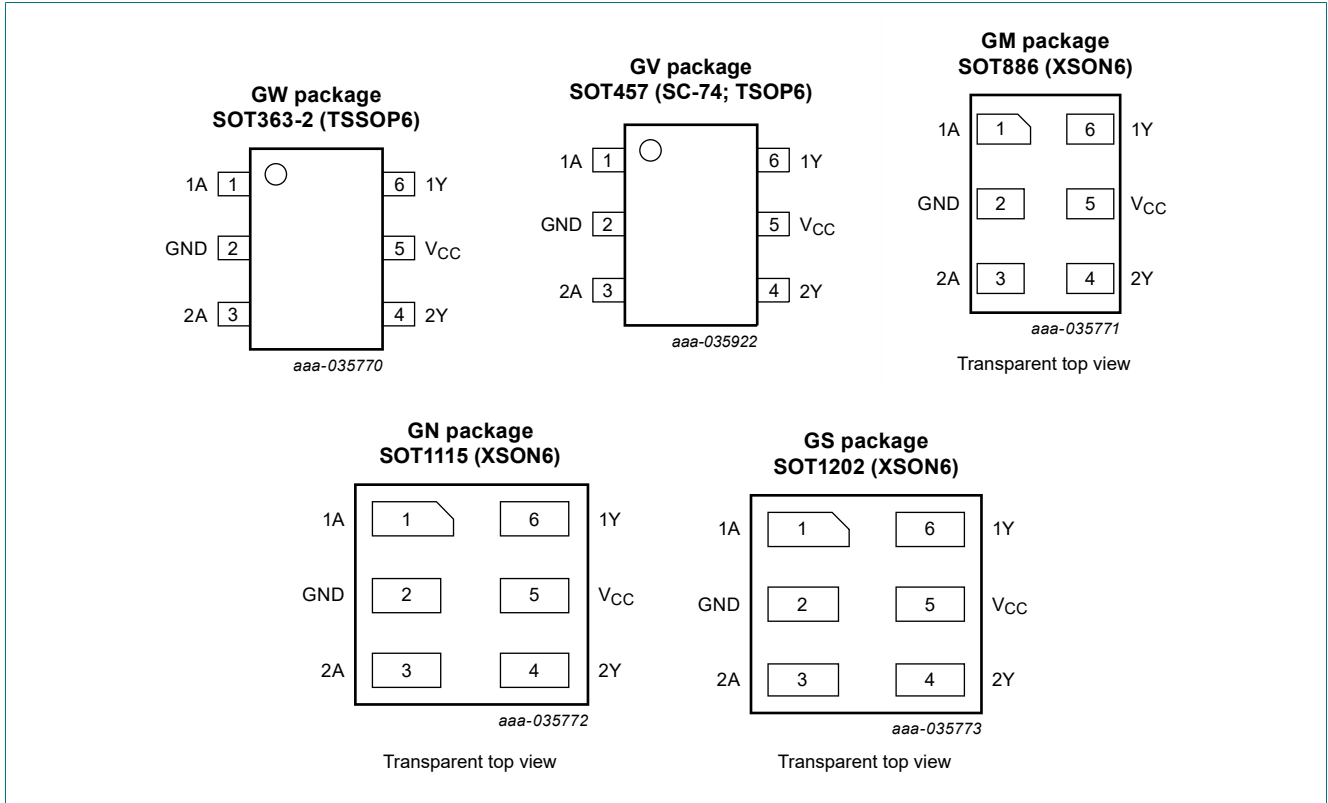 GW package
SOT363-2 (TSSOP6)
1A 1 6 1Y
GND 2 5 VCC
2A 3 4 2Y
aaa-035770
GV package
SOT457 (SC-74; TSOP6)
1A 1 6 1Y
GND 2 5 VCC
2A 3 4 2Y
aaa-035922
GM package
SOT886 (XSON6)
1A 1 6 1Y
GND 2 5 VCC
2A 3 4 2Y
aaa-035771
Transparent top view
GN package
SOT1115 (XSON6)
1A 1 6 1Y
GND 2 5 VCC
2A 3 4 2Y
aaa-035772
Transparent top view
GS package
SOT1202 (XSON6)
1A 1 6 1Y
GND 2 5 VCC
2A 3 4 2Y
aaa-035773
Transparent top view